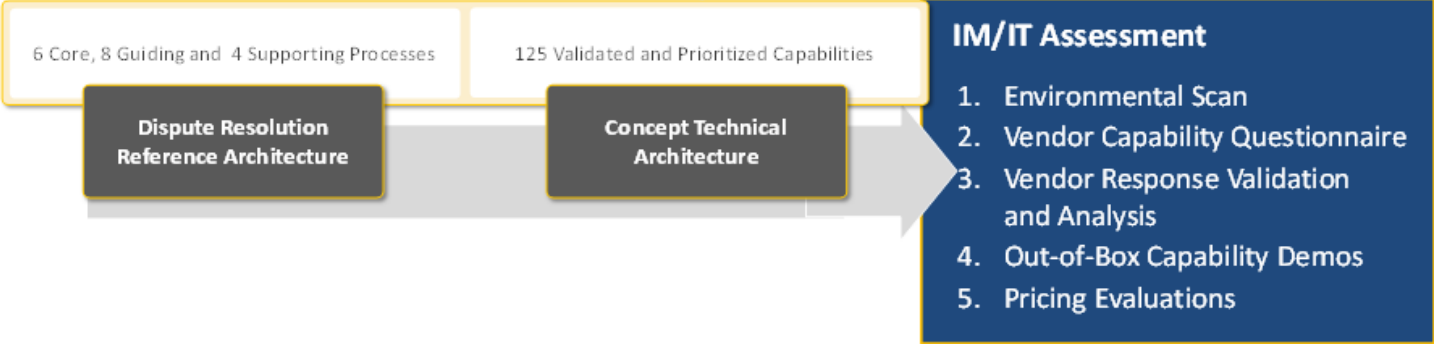 6 Core, 8 Guiding and 4 Supporting Processes
125 Validated and Prioritized Capabilities
Dispute Resolution
Reference Architecture
Concept Technical
Architecture
IM/IT Assessment
1. Environmental Scan
2. Vendor Capability Questionnaire
3. Vendor Response Validation
and Analysis
4. Out-of-Box Capability Demos
5. Pricing Evaluations